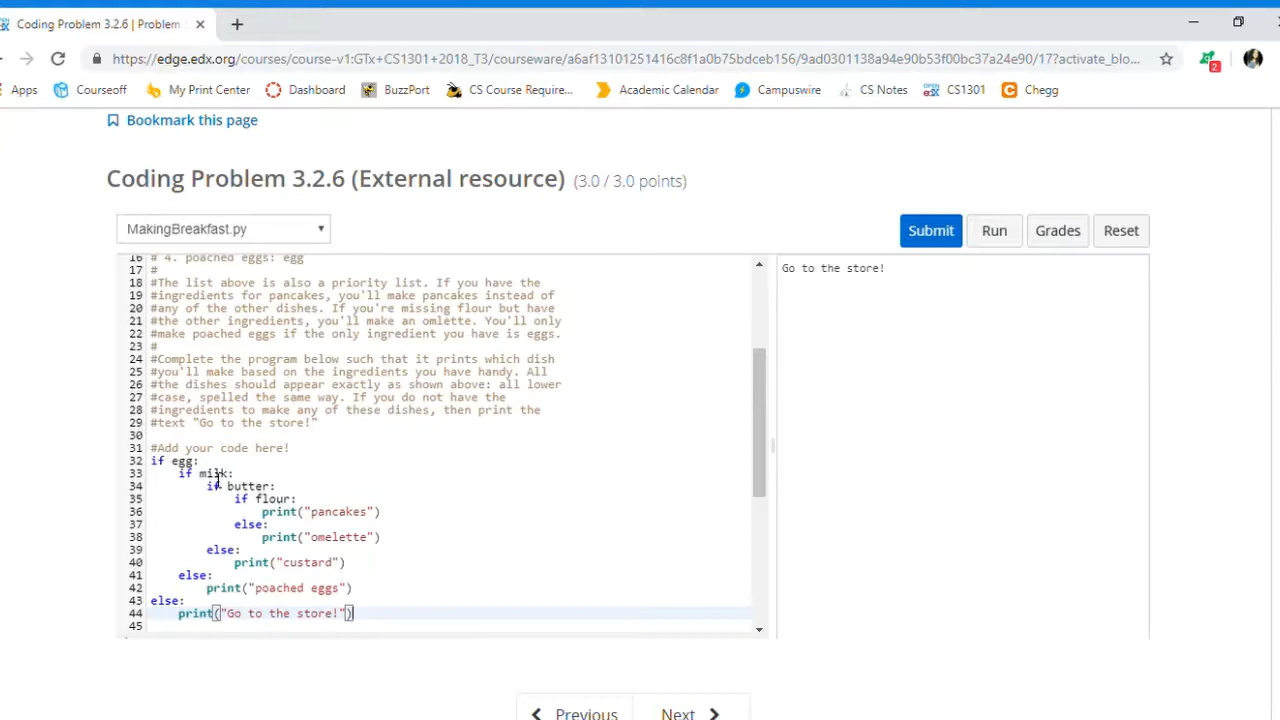 Coding Problem 3.2.6 | Problem
https://edge.edx.org/courses/course-v1:GTx+CS1301+2018_T3/courseware/a6af13101251416c8f1a0b75bdceb156/9ad0301138a94e90b53f00bc37a24e90/17?activate_blo...
2
Apps Courseoff My Print Center Dashboard BuzzPort CS Course Require... Academic Calendar Campuswire CS Notes CS1301 Chegg
Bookmark this page
Coding Problem 3.2.6 (External resource) (3.0 / 3.0 points)
MakingBreakfast.py Submit Run Grades Reset
16 # 4. poached eggs: egg
17 #
18 #The list above is also a priority list. If you have the
19 #ingredients for pancakes, you'll make pancakes instead of
20 #any of the other dishes. If you're missing flour but have
21 #the other ingredients, you'll make an omlette. You'll only
22 #make poached eggs if the only ingredient you have is eggs.
23 #
24 #Complete the program below such that it prints which dish
25 #you'll make based on the ingredients you have handy. All
26 #the dishes should appear exactly as shown above: all lower
27 #case, spelled the same way. If you do not have the
28 #ingredients to make any of these dishes, then print the
29 #text "Go to the store!"
30
31 #Add your code here!
32 if egg:
33 if milk:
34 if butter:
35 if flour:
36 print("pancakes")
37 else:
38 print("omelette")
39 else:
40 print("custard")
41 else:
42 print("poached eggs")
43 else:
44 print("Go to the store!")
45
Go to the store!
Previous Next